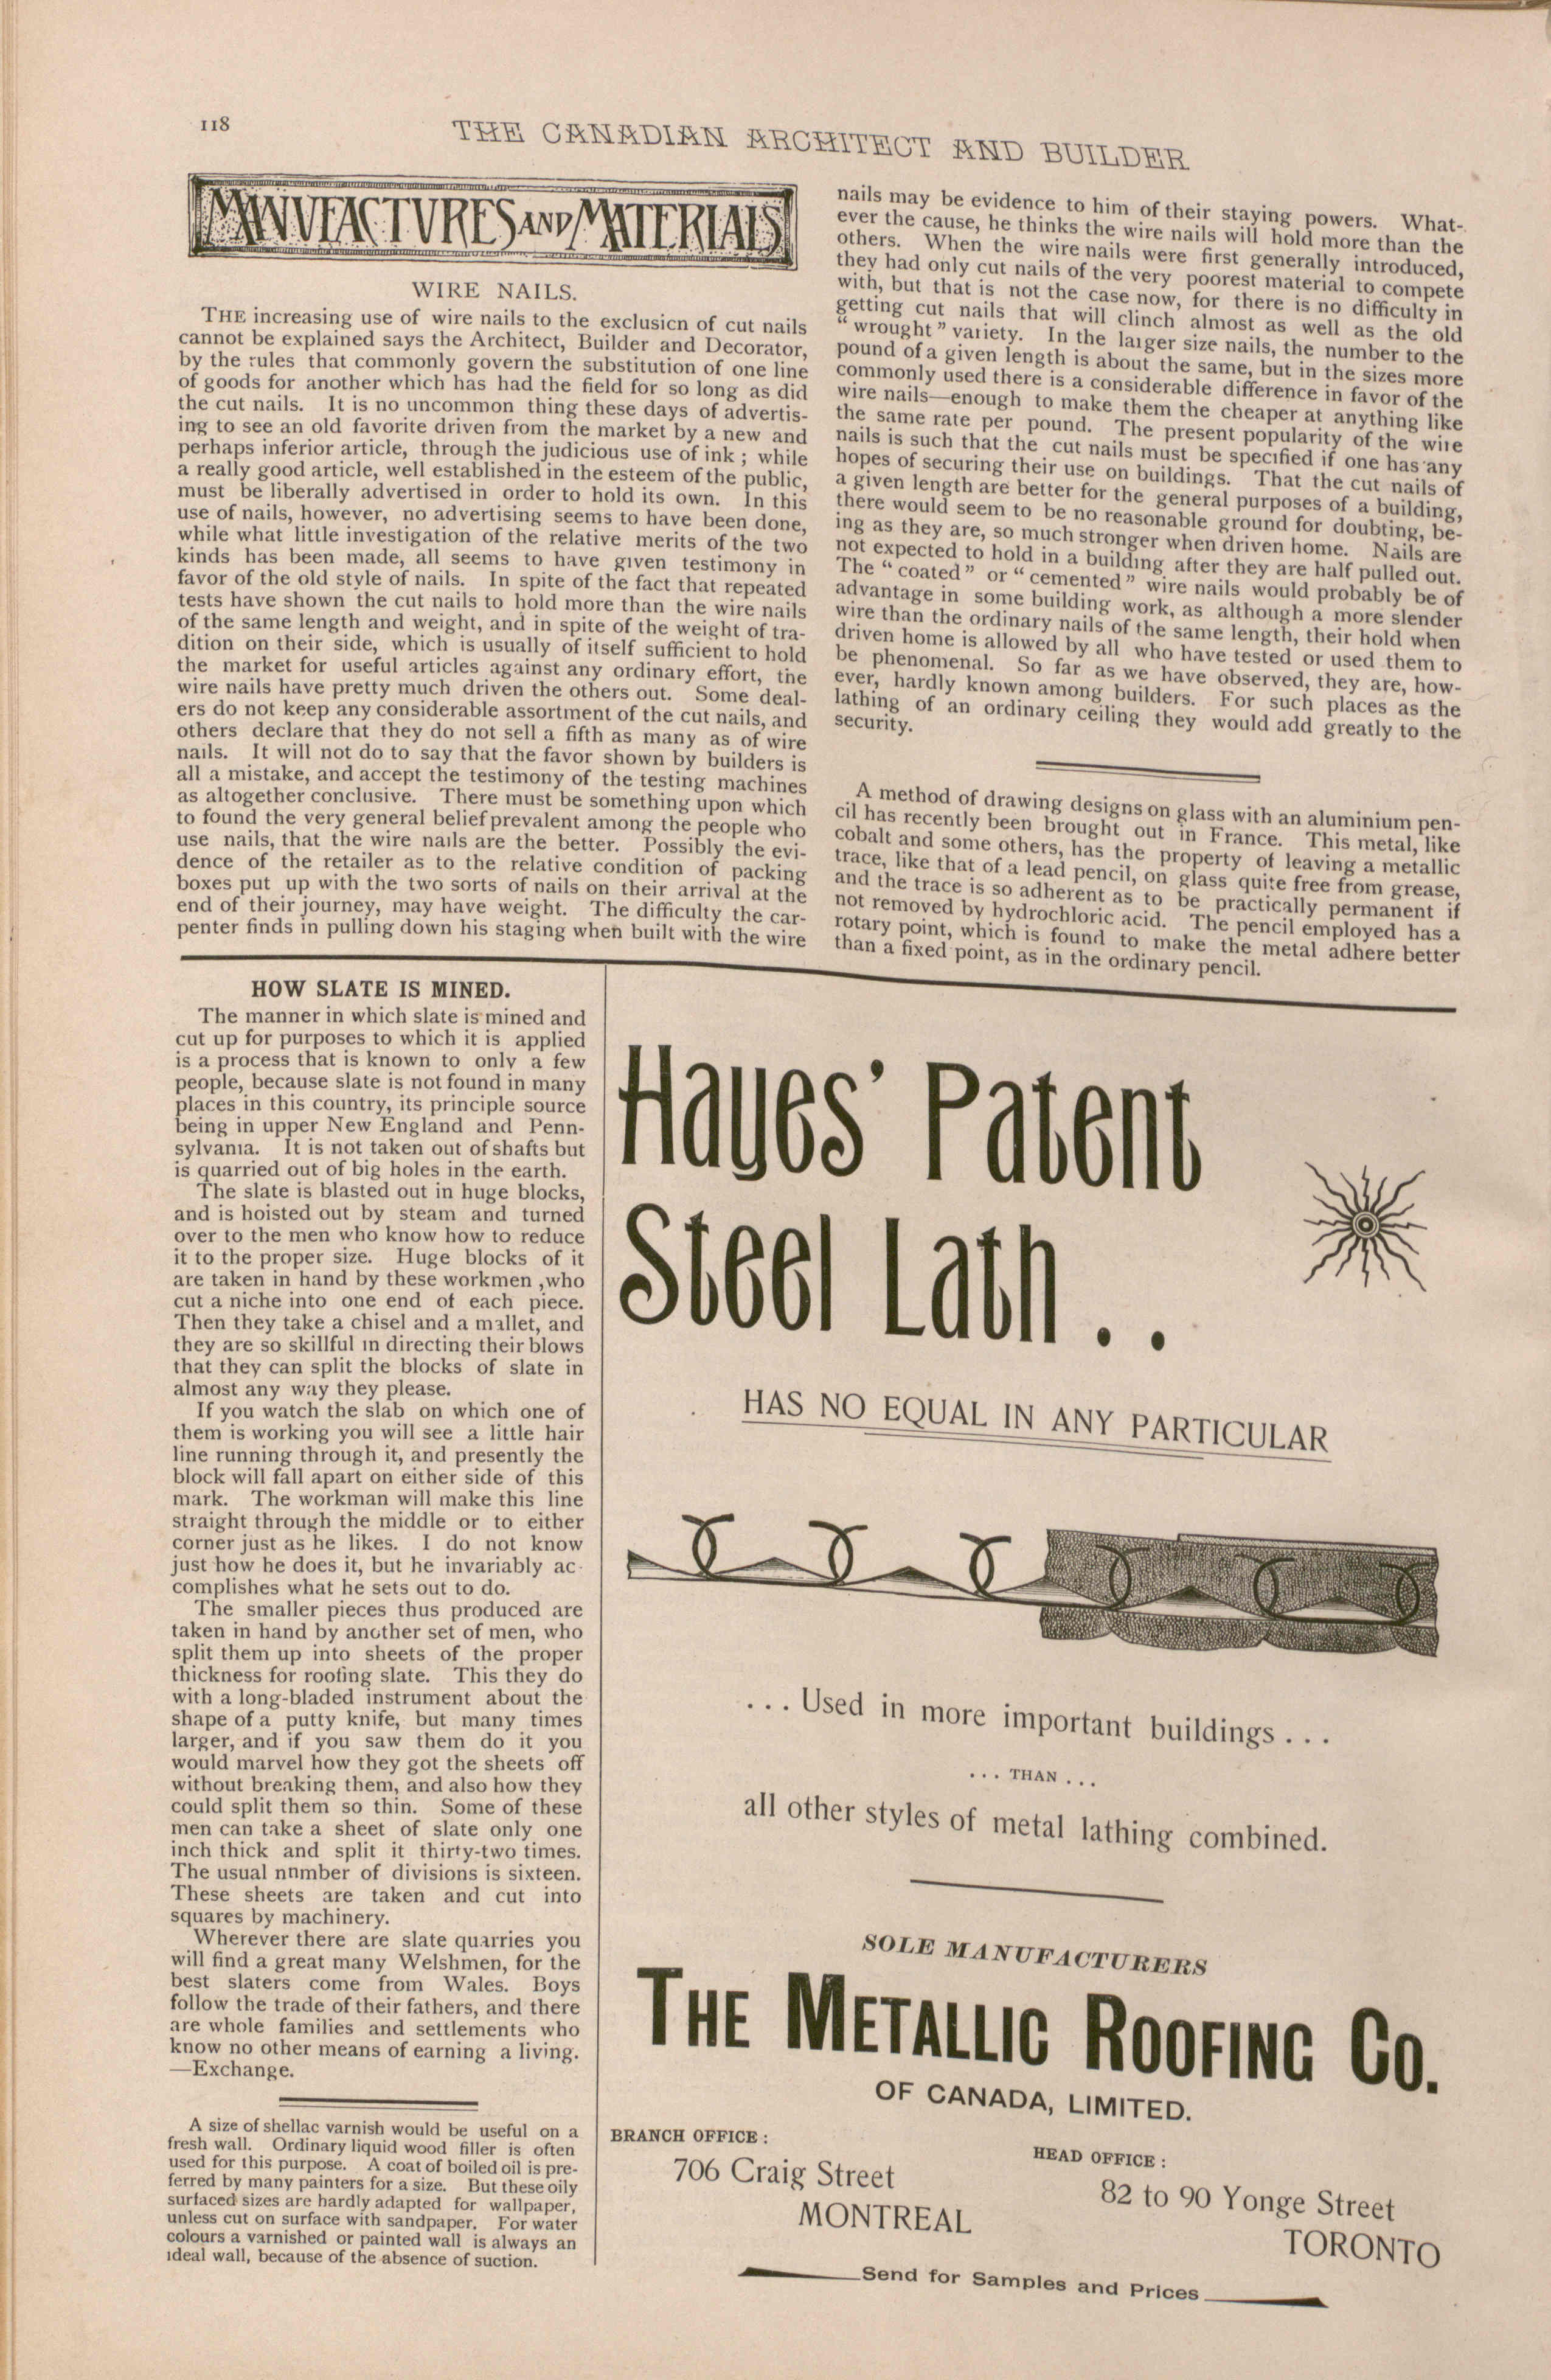 118
THE CANADIAN ARCHITECT AND BUILDER
MANUFACTURES AND MATERIALS
WIRE NAILS.
THE increasing use of wire nails to the exclusion of cut nails
cannot be explained says the Architect, Builder and Decorator,
by the rules that commonly govern the substitution of one line
of goods for another which has had the field for so long as did
the cut nails. It is no uncommon thing these days of advertis-
ing to see an old favorite driven from the market by a new and
perhaps inferior article, through the judicious use of ink; while
a really good article, well established in the esteem of the public,
must be liberally advertised in order to hold its own. In this
use of nails, however, no advertising seems to have been done,
while what little investigation of the relative merits of the two
kinds has been made, all seems to have given testimony in
favor of the old style of nails. In spite of the fact that repeated
tests have shown the cut nails to hold more than the wire nails
of the same length and weight, and in spite of the weight of tra-
dition on their side, which is usually of itself sufficient to hold
the market for useful articles against any ordinary effort, the
wire nails have pretty much driven the others out. Some deal-
ers do not keep any considerable assortment of the cut nails, and
others declare that they do not sell a fifth as many as of wire
nails. It will not do to say that the favor shown by builders is
all a mistake, and accept the testimony of the testing machines
as altogether conclusive. There must be something upon which
to found the very general belief prevalent among the people who
use nails, that the wire nails are the better. Possibly the evi-
dence of the retailer as to the relative condition of packing
boxes put up with the two sorts of nails on their arrival at the
end of their journey, may have weight. The difficulty the car-
penter finds in pulling down his staging when built with the wire
nails may be evidence to him of their staying powers. What-
ever the cause, he thinks the wire nails will hold more than the
others. When the wire nails were first generally introduced,
they had only cut nails of the very poorest material to compete
with, but that is not the case now, for there is no difficulty in
getting cut nails that will clinch almost as well as the old
"wrought" variety. In the larger size nails, the number to the
pound of a given length is about the same, but in the sizes more
commonly used there is a considerable difference in favor of the
wire nails—enough to make them the cheaper at anything like
the same rate per pound. The present popularity of the wire
nails is such that the cut nails must be specified if one has any
hopes of securing their use on buildings. That the cut nails of
a given length are better for the general purposes of a building,
there would seem to be no reasonable ground for doubting, be-
ing as they are, so much stronger when driven home. Nails are
not expected to hold in a building after they are half pulled out.
The "coated" or "cemented" wire nails would probably be of
advantage in some building work, as although a more slender
wire than the ordinary nails of the same length, their hold when
driven home is allowed by all who have tested or used them to
be phenomenal. So far as we have observed, they are, how-
ever, hardly known among builders. For such places as the
lathing of an ordinary ceiling they would add greatly to the
security.
A method of drawing designs on glass with an aluminium pen-
cil has recently been brought out in France. This metal, like
cobalt and some others, has the property of leaving a metallic
trace, like that of a lead pencil, on glass quite free from grease,
and the trace is so adherent as to be practically permanent if
not removed by hydrochloric acid. The pencil employed has a
rotary point, which is found to make the metal adhere better
than a fixed point, as in the ordinary pencil.
HOW SLATE IS MINED.
The manner in which slate is mined and
cut up for purposes to which it is applied
is a process that is known to only a few
people, because slate is not found in many
places in this country, its principle source
being in upper New England and Penn-
sylvania. It is not taken out of shafts but
is quarried out of big holes in the earth.
The slate is blasted out in huge blocks,
and is hoisted out by steam and turned
over to the men who know how to reduce
it to the proper size. Huge blocks of it
are taken in hand by these workmen ,who
cut a niche into one end of each piece.
Then they take a chisel and a mallet, and
they are so skillful in directing their blows
that they can split the blocks of slate in
almost any way they please.
If you watch the slab on which one of
them is working you will see a little hair
line running through it, and presently the
block will fall apart on either side of this
mark. The workman will make this line
straight through the middle or to either
corner just as he likes. I do not know
just how he does it, but he invariably ac-
complishes what he sets out to do.
The smaller pieces thus produced are
taken in hand by another set of men, who
split them up into sheets of the proper
thickness for roofing slate. This they do
with a long-bladed instrument about the
shape of a putty knife, but many times
larger, and if you saw them do it you
would marvel how they got the sheets off
without breaking them, and also how they
could split them so thin. Some of these
men can take a sheet of slate only one
inch thick and split it thirty-two times.
The usual nnmber of divisions is sixteen.
These sheets are taken and cut into
squares by machinery.
Wherever there are slate quarries you
will find a great many Welshmen, for the
best slaters come from Wales. Boys
follow the trade of their fathers, and there
are whole families and settlements who
know no other means of earning a living.
—Exchange.
A size of shellac varnish would be useful on a
fresh wall. Ordinary liquid wood filler is often
used for this purpose. A coat of boiled oil is pre-
ferred by many painters for a size. But these oily
surfaced sizes are hardly adapted for wallpaper,
unless cut on surface with sandpaper. For water
colours a varnished or painted wall is always an
ideal wall, because of the absence of suction.
Hayes' Patent
Steel Lath . .
HAS NO EQUAL IN ANY PARTICULAR
. . . Used in more important buildings . . .
. . . THAN . . .
all other styles of metal lathing combined.
SOLE MANUFACTURERS
THE METALLIC ROOFING CO.
OF CANADA, LIMITED.
BRANCH OFFICE :
706 Craig Street
MONTREAL
HEAD OFFICE :
82 to 90 Yonge Street
TORONTO
Send for Samples and Prices